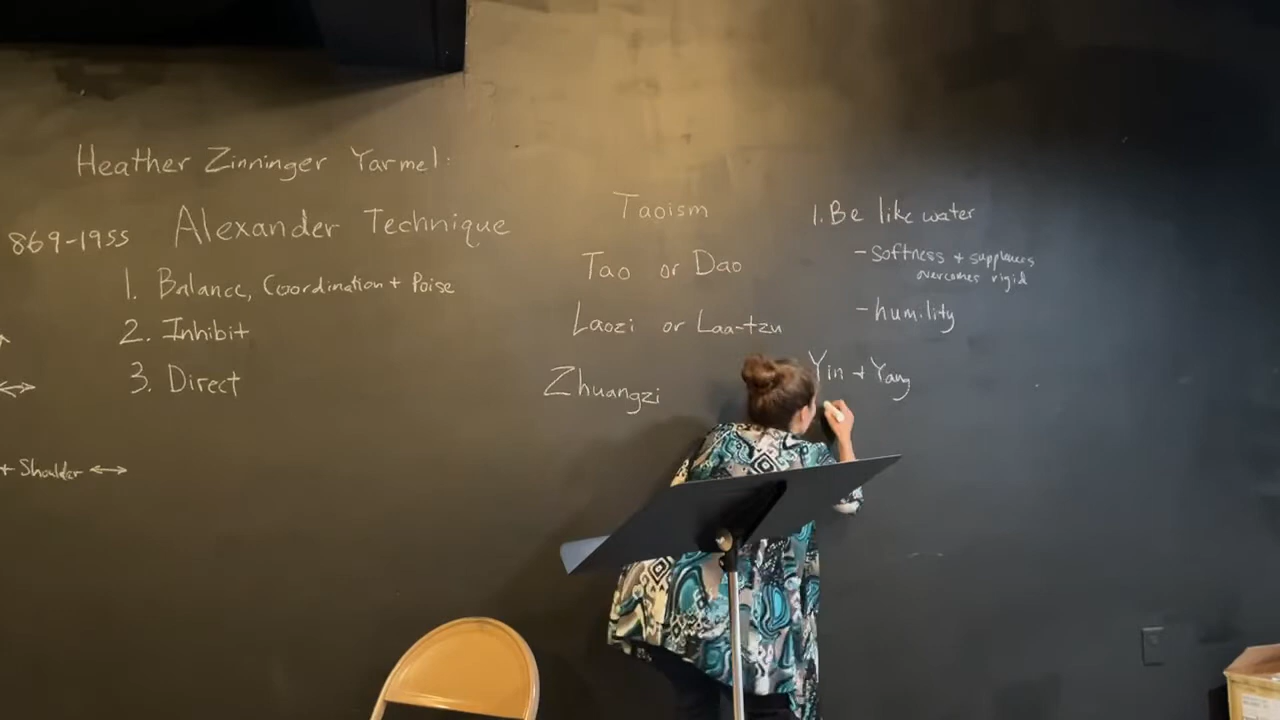 Heather Zinninger Yarmel:
869-1955 Alexander Technique
1. Balance, Coordination + Poise
2. Inhibit
3. Direct
+ Shoulder ↔
Taoism
Tao or Dao
Laozi or Laa-tzu
Zhuangzi
1. Be like water
- softness + suppleness
overcomes rigid
- humility
Yin + Yang